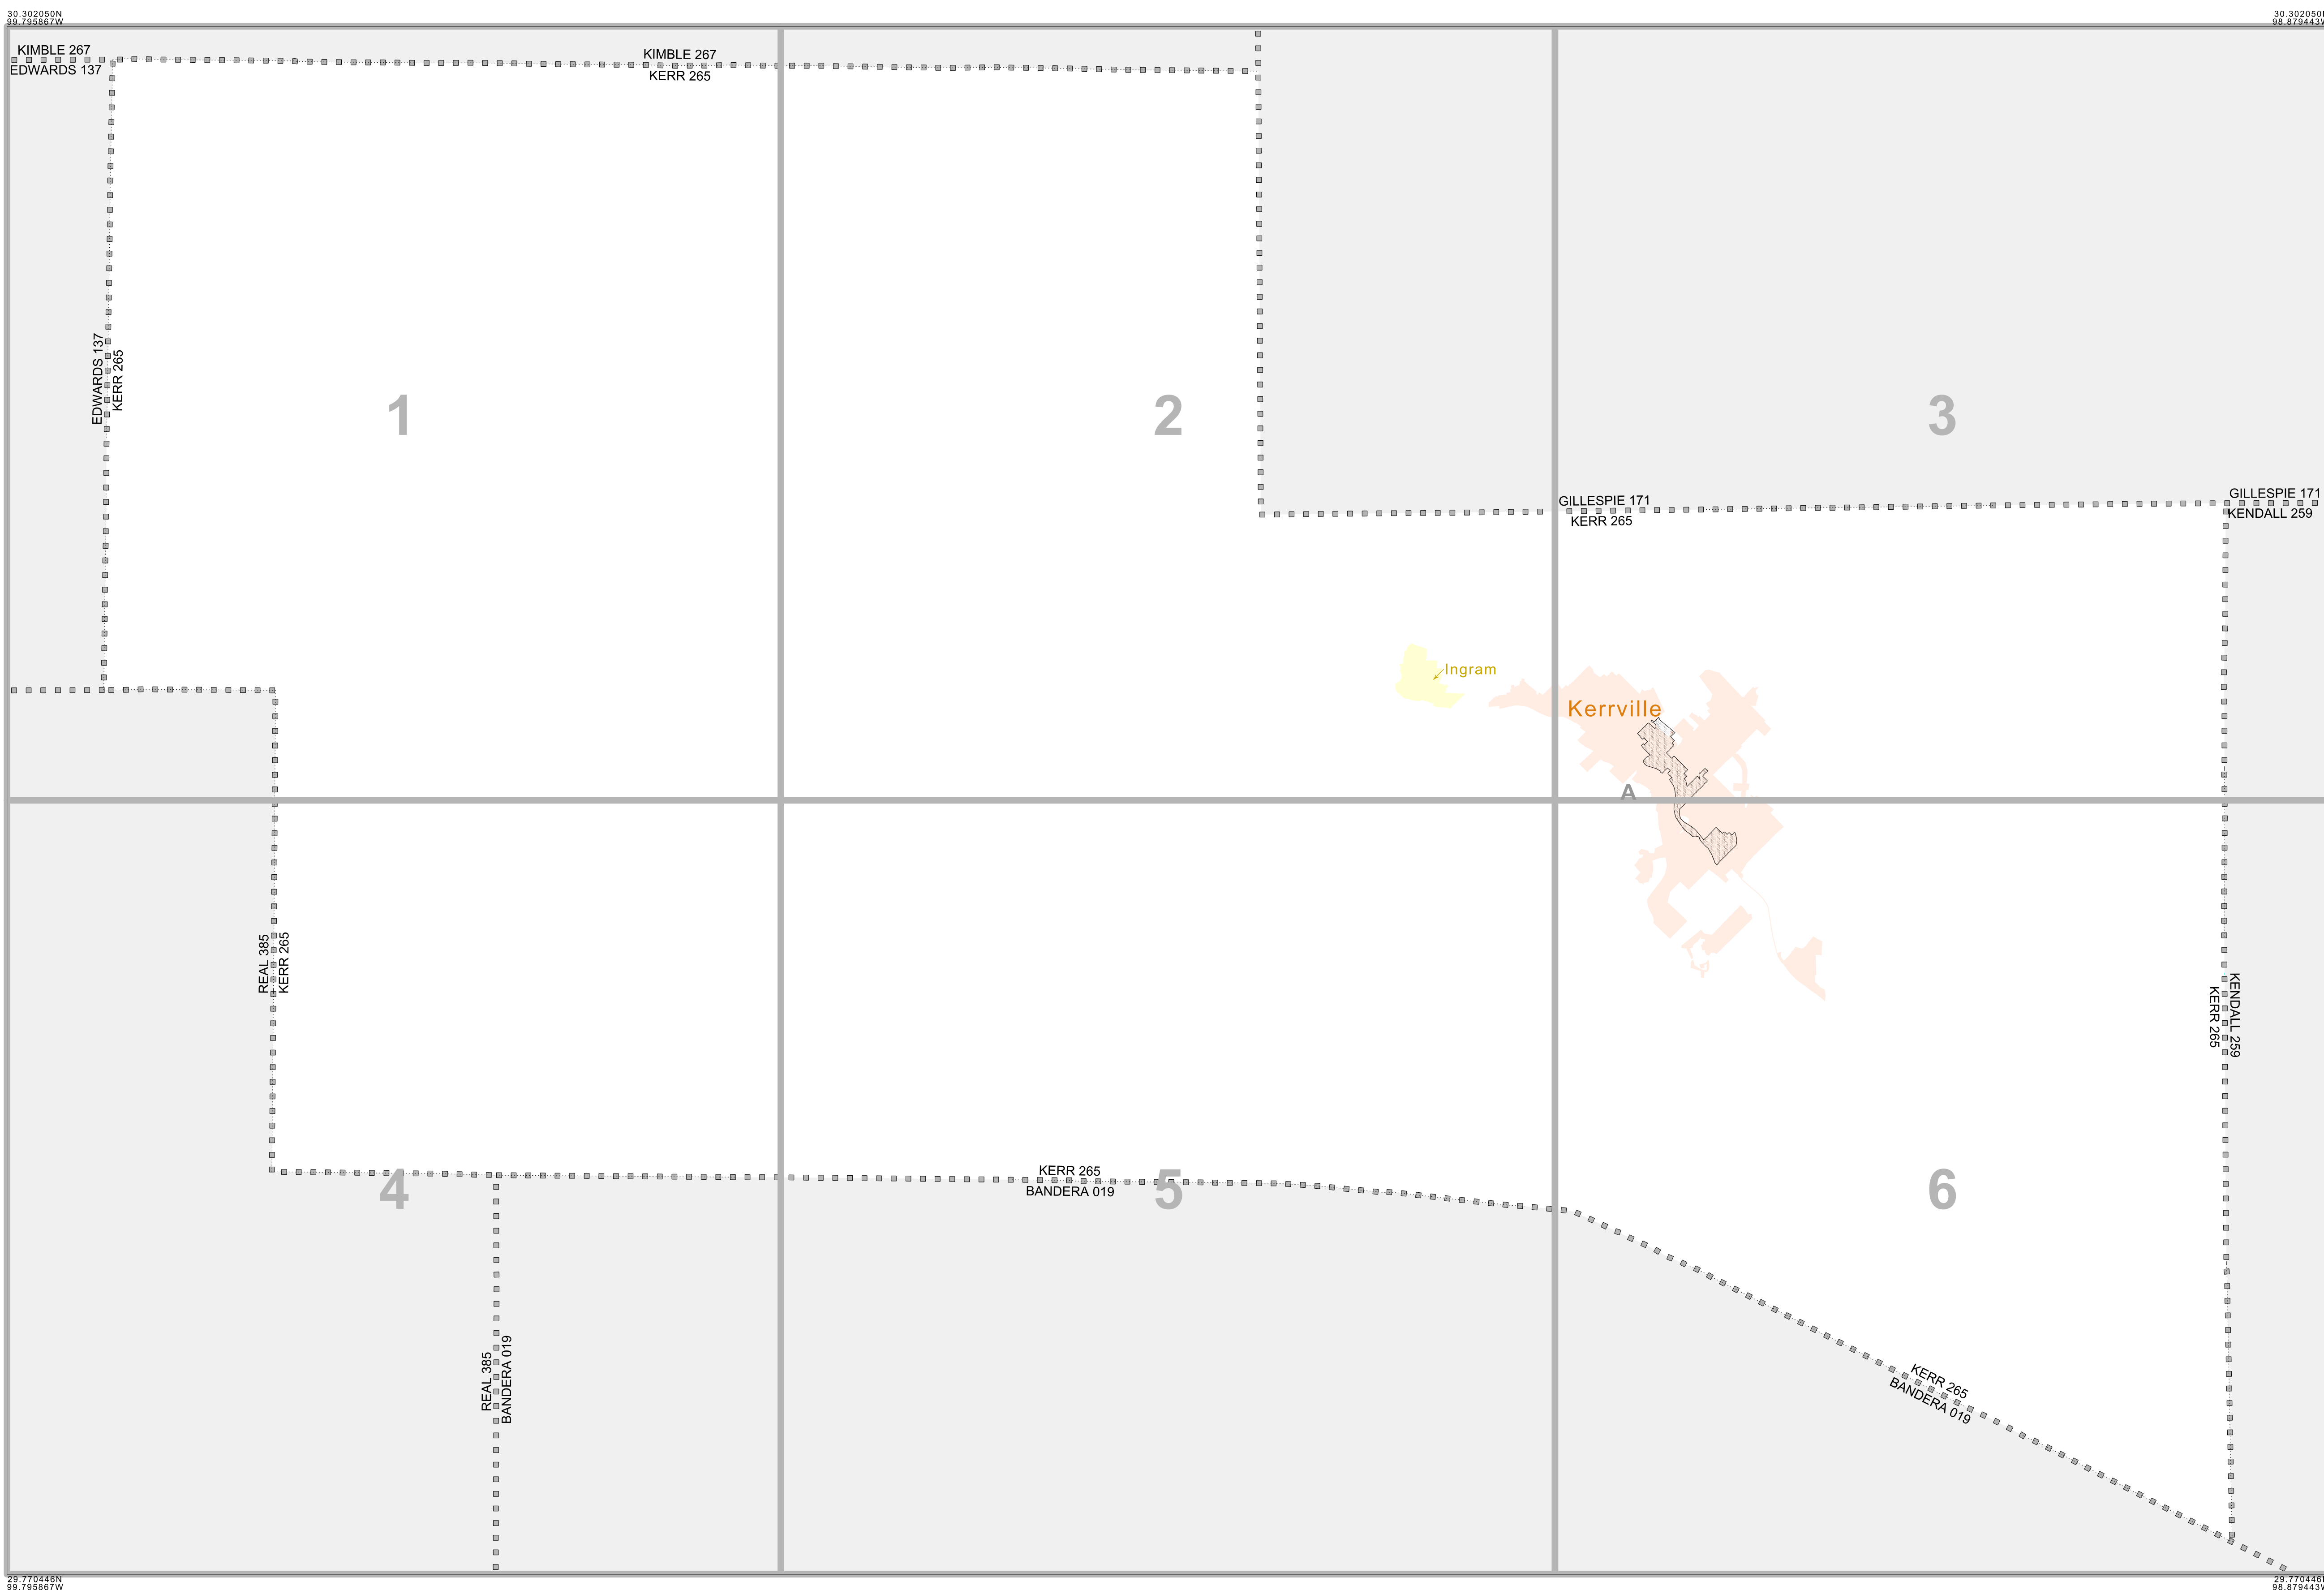 30.302050N
99.795867W
30.302050N
98.879443W
KIMBLE 267
EDWARDS 137
KIMBLE 267
KERR 265
EDWARDS 137
KERR 265
1
2
3
GILLESPIE 171
KERR 265
GILLESPIE 171
KENDALL 259
Ingram
Kerrville
A
REAL 385
KERR 265
KENDALL 259
KERR 265
4
KERR 265
BANDERA 019
5
6
REAL 385
BANDERA 019
KERR 265
BANDERA 019
29.770446N
99.795867W
29.770446N
98.879443W